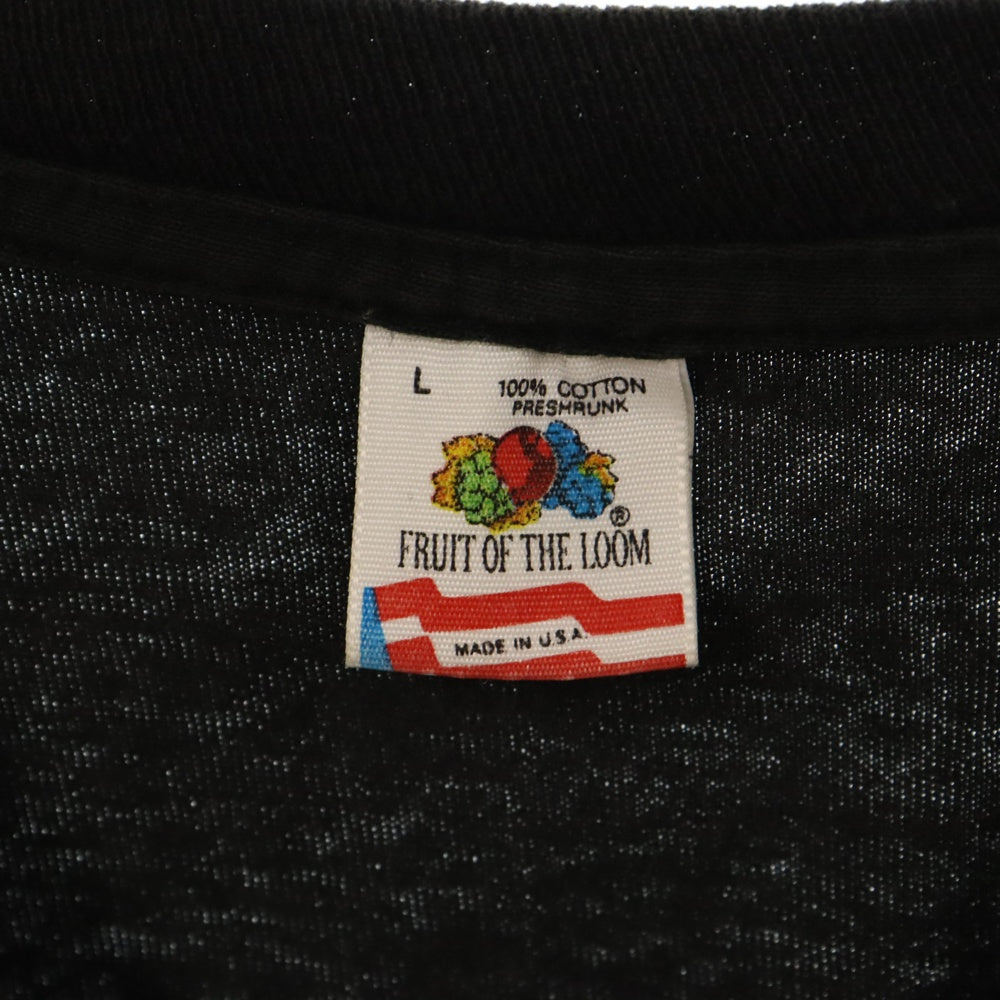 L
100% COTTON
PRESHRUNK
®
FRUIT OF THE LOOM
MADE IN U.S.A.